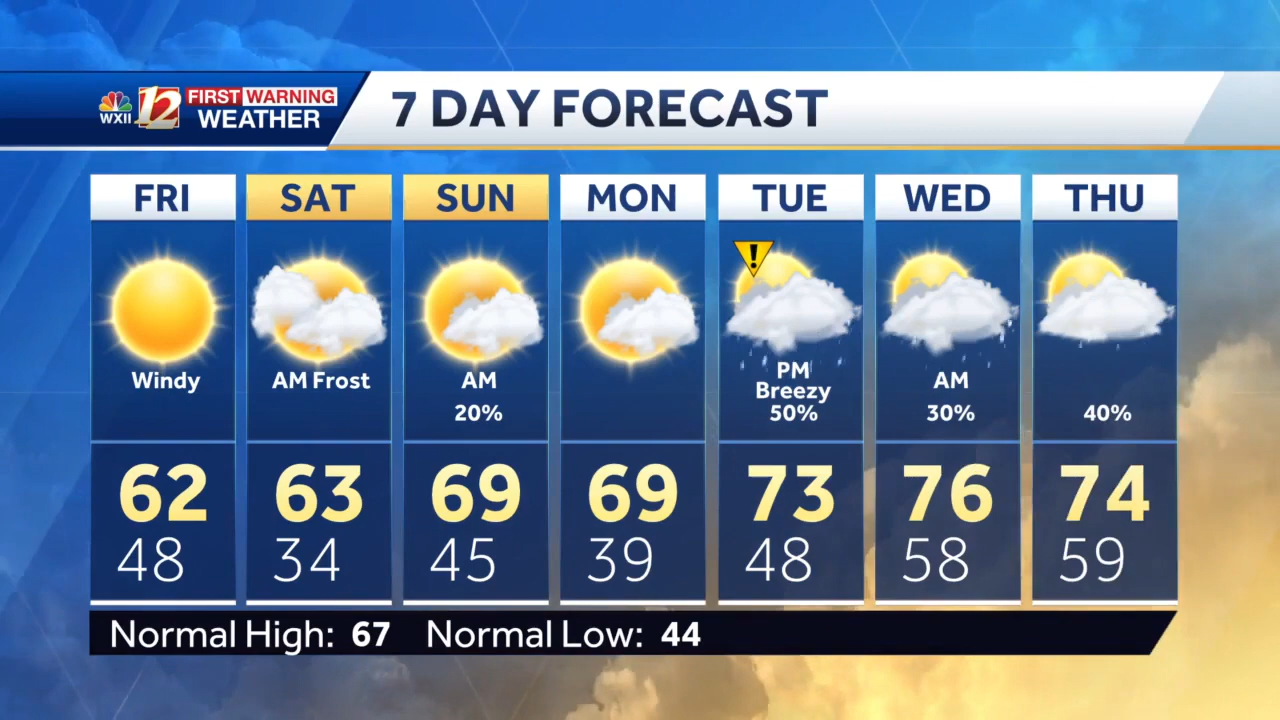 WXII 12 FIRST WARNING
WEATHER
7 DAY FORECAST
FRI SAT SUN MON TUE WED THU
!
Windy AM Frost AM PM Breezy AM
20% 50% 30% 40%
62 63 69 69 73 76 74
48 34 45 39 48 58 59
Normal High: 67 Normal Low: 44